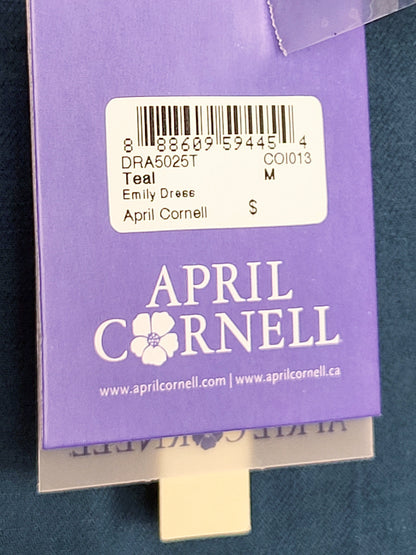 8 88609 59445 4
DRA5025T COI013
Teal M
Emily Dress
April Cornell $
APRIL
CORNELL
www.aprilcornell.com | www.aprilcornell.ca